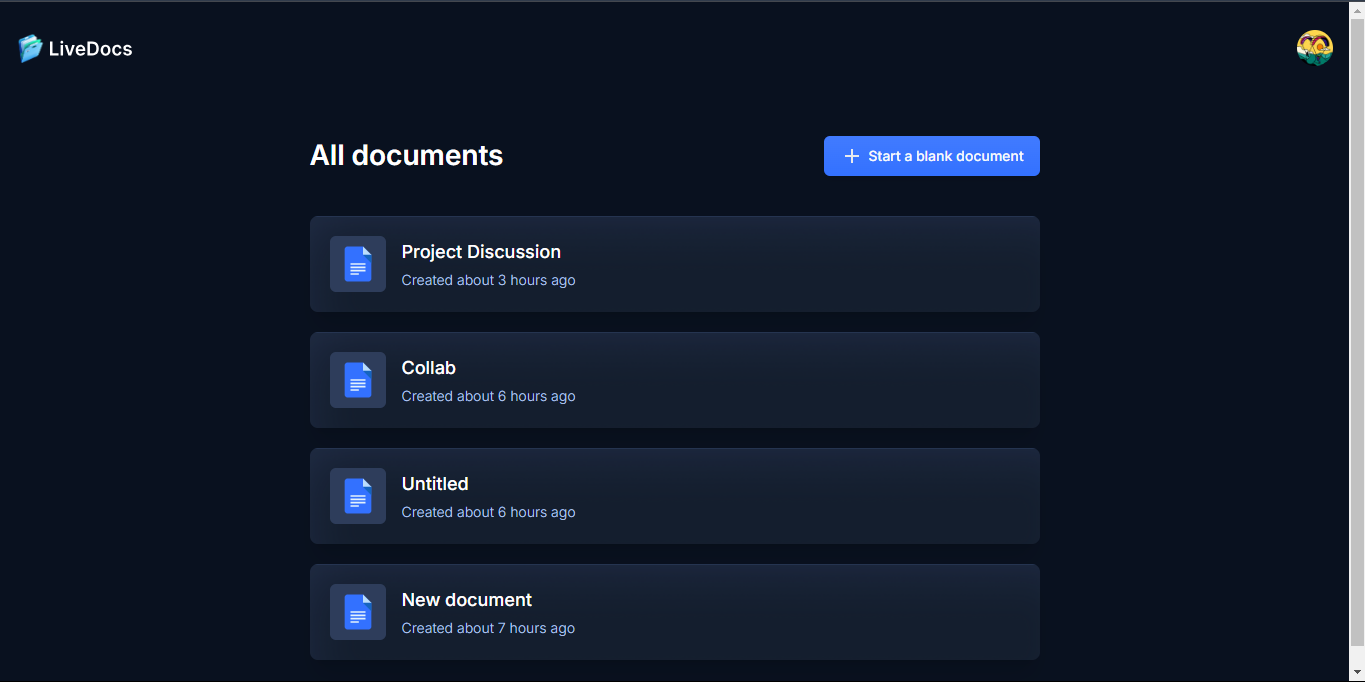 LiveDocs
All documents
Start a blank document
Project Discussion
Created about 3 hours ago
Collab
Created about 6 hours ago
Untitled
Created about 6 hours ago
New document
Created about 7 hours ago